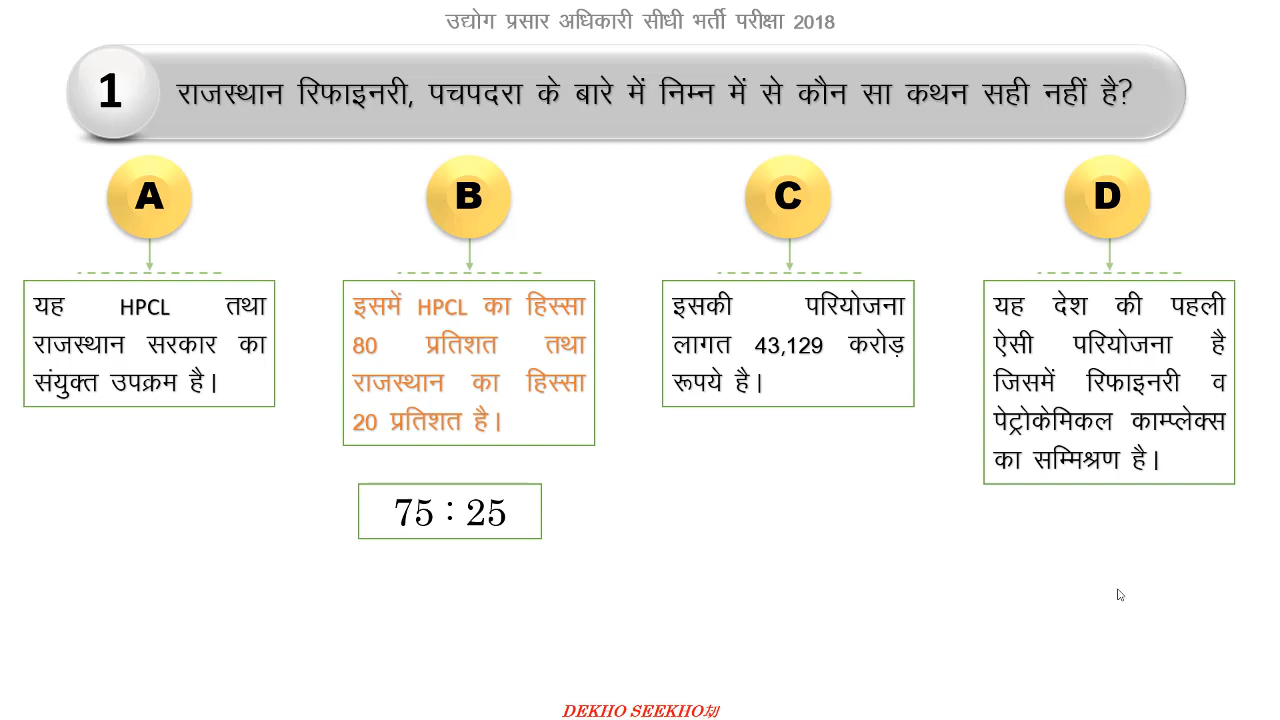 उद्योग प्रसार अधिकारी सीधी भर्ती परीक्षा 2018
1 राजस्थान रिफाइनरी, पचपदरा के बारे में निम्न में से कौन सा कथन सही नहीं है?
A
यह HPCL तथा
राजस्थान सरकार का
संयुक्त उपक्रम है।
B
इसमें HPCL का हिस्सा
80 प्रतिशत तथा
राजस्थान का हिस्सा
20 प्रतिशत है।
75 : 25
C
इसकी परियोजना
लागत 43,129 करोड़
रूपये है।
D
यह देश की पहली
ऐसी परियोजना है
जिसमें रिफाइनरी व
पेट्रोकेमिकल काम्प्लेक्स
का सम्मिश्रण है।
DEKHO SEEKHO